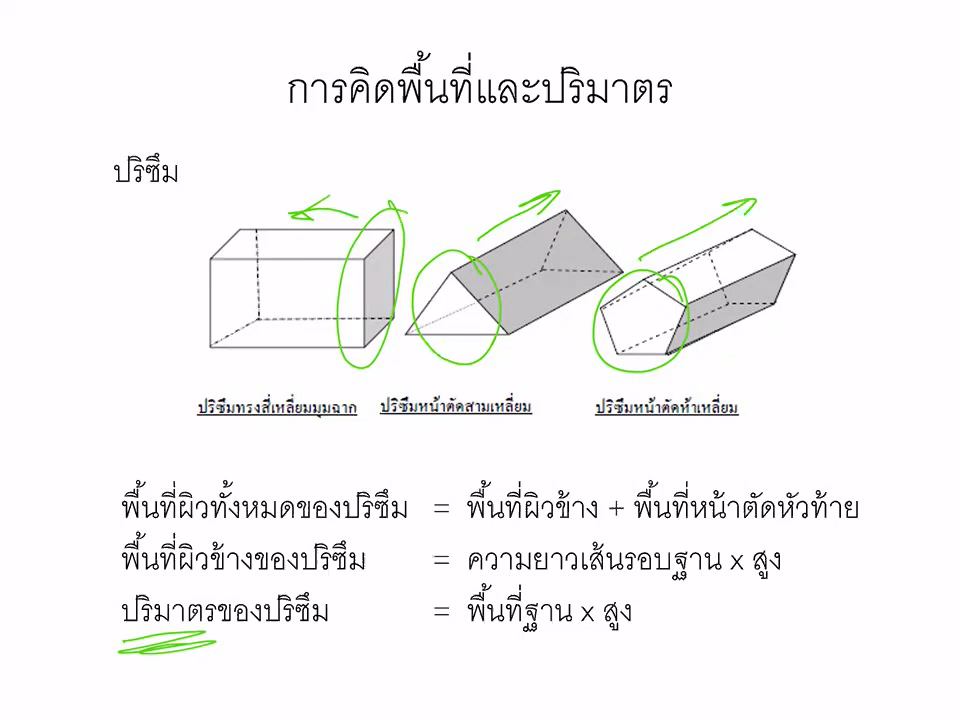 การคิดพื้นที่และปริมาตร
ปริซึม
ปริซึมทรงสี่เหลี่ยมมุมฉาก ปริซึมหน้าตัดสามเหลี่ยม ปริซึมหน้าตัดห้าเหลี่ยม
พื้นที่ผิวทั้งหมดของปริซึม = พื้นที่ผิวข้าง + พื้นที่หน้าตัดหัวท้าย
พื้นที่ผิวข้างของปริซึม = ความยาวเส้นรอบฐาน x สูง
ปริมาตรของปริซึม = พื้นที่ฐาน x สูง